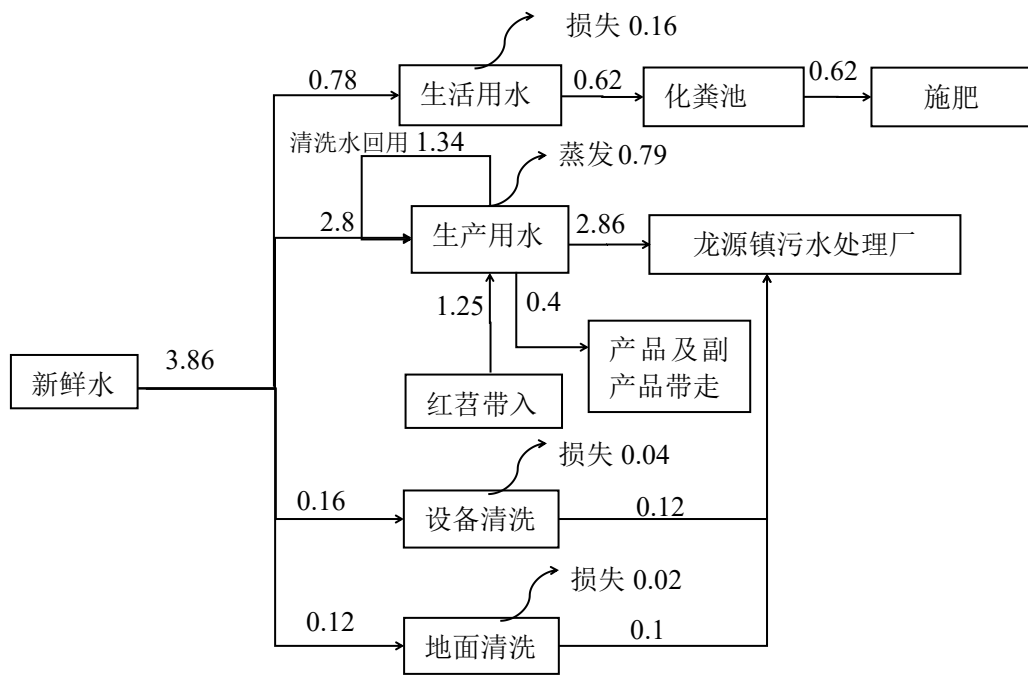 损失 0.16
0.78
生活用水
0.62
化粪池
0.62
施肥
清洗水回用 1.34
蒸发 0.79
2.8
生产用水
2.86
龙源镇污水处理厂
1.25
0.4
3.86
新鲜水
红苕带入
产品及副
产品带走
损失 0.04
0.16
设备清洗
0.12
损失 0.02
0.12
地面清洗
0.1